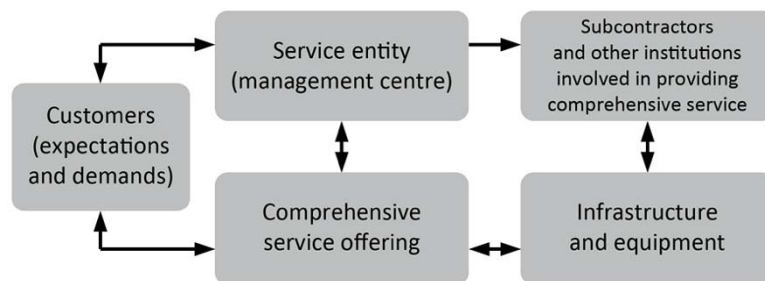 Service entity
(management centre)
Subcontractors
and other institutions
involved in providing
comprehensive service
Customers
(expectations
and demands)
Comprehensive
service offering
Infrastructure
and equipment